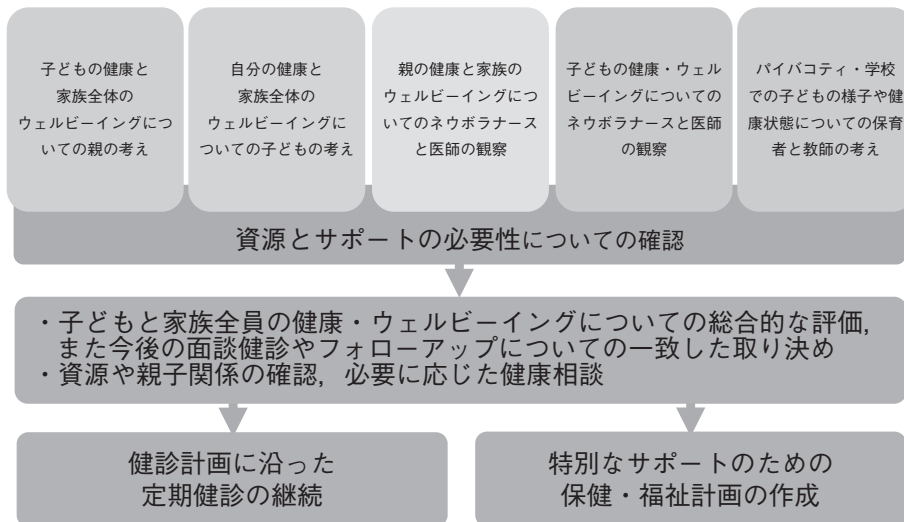 子どもの健康と
家族全体の
ウェルビーイングにつ
いての親の考え
自分の健康と
家族全体の
ウェルビーイングに
ついての子どもの考え
親の健康と家族の
ウェルビーイングにつ
いてのネウボラナース
と医師の観察
子どもの健康・ウェル
ビーイングについての
ネウボラナースと医師
の観察
パイバコティ・学校
での子どもの様子や健
康状態についての保育
者と教師の考え
資源とサポートの必要性についての確認
・子どもと家族全員の健康・ウェルビーイングについての総合的な評価,
また今後の面談健診やフォローアップについての一致した取り決め
・資源や親子関係の確認, 必要に応じた健康相談
健診計画に沿った
定期健診の継続
特別なサポートのための
保健・福祉計画の作成